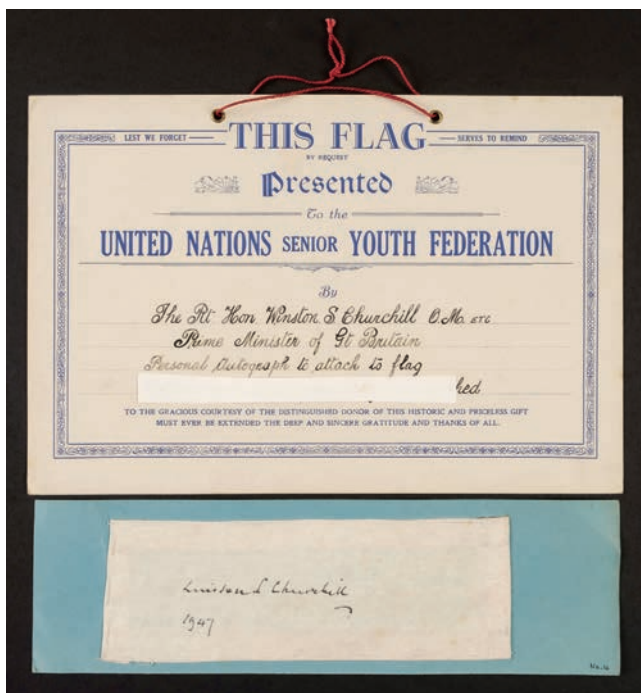 LEST WE FORGET THIS FLAG SERVES TO REMIND
BY REQUEST
Presented
To the
UNITED NATIONS SENIOR YOUTH FEDERATION
By
The Rt Hon. Winston S. Churchill O.M. ETC
Prime Minister of Gt Britain
Personal Autograph to attach to flag
hed
TO THE GRACIOUS COURTESY OF THE DISTINGUISHED DONOR OF THIS HISTORIC AND PRICELESS GIFT
MUST EVER BE EXTENDED THE DEEP AND SINCERE GRATITUDE AND THANKS OF ALL.
Winston S. Churchill
1947